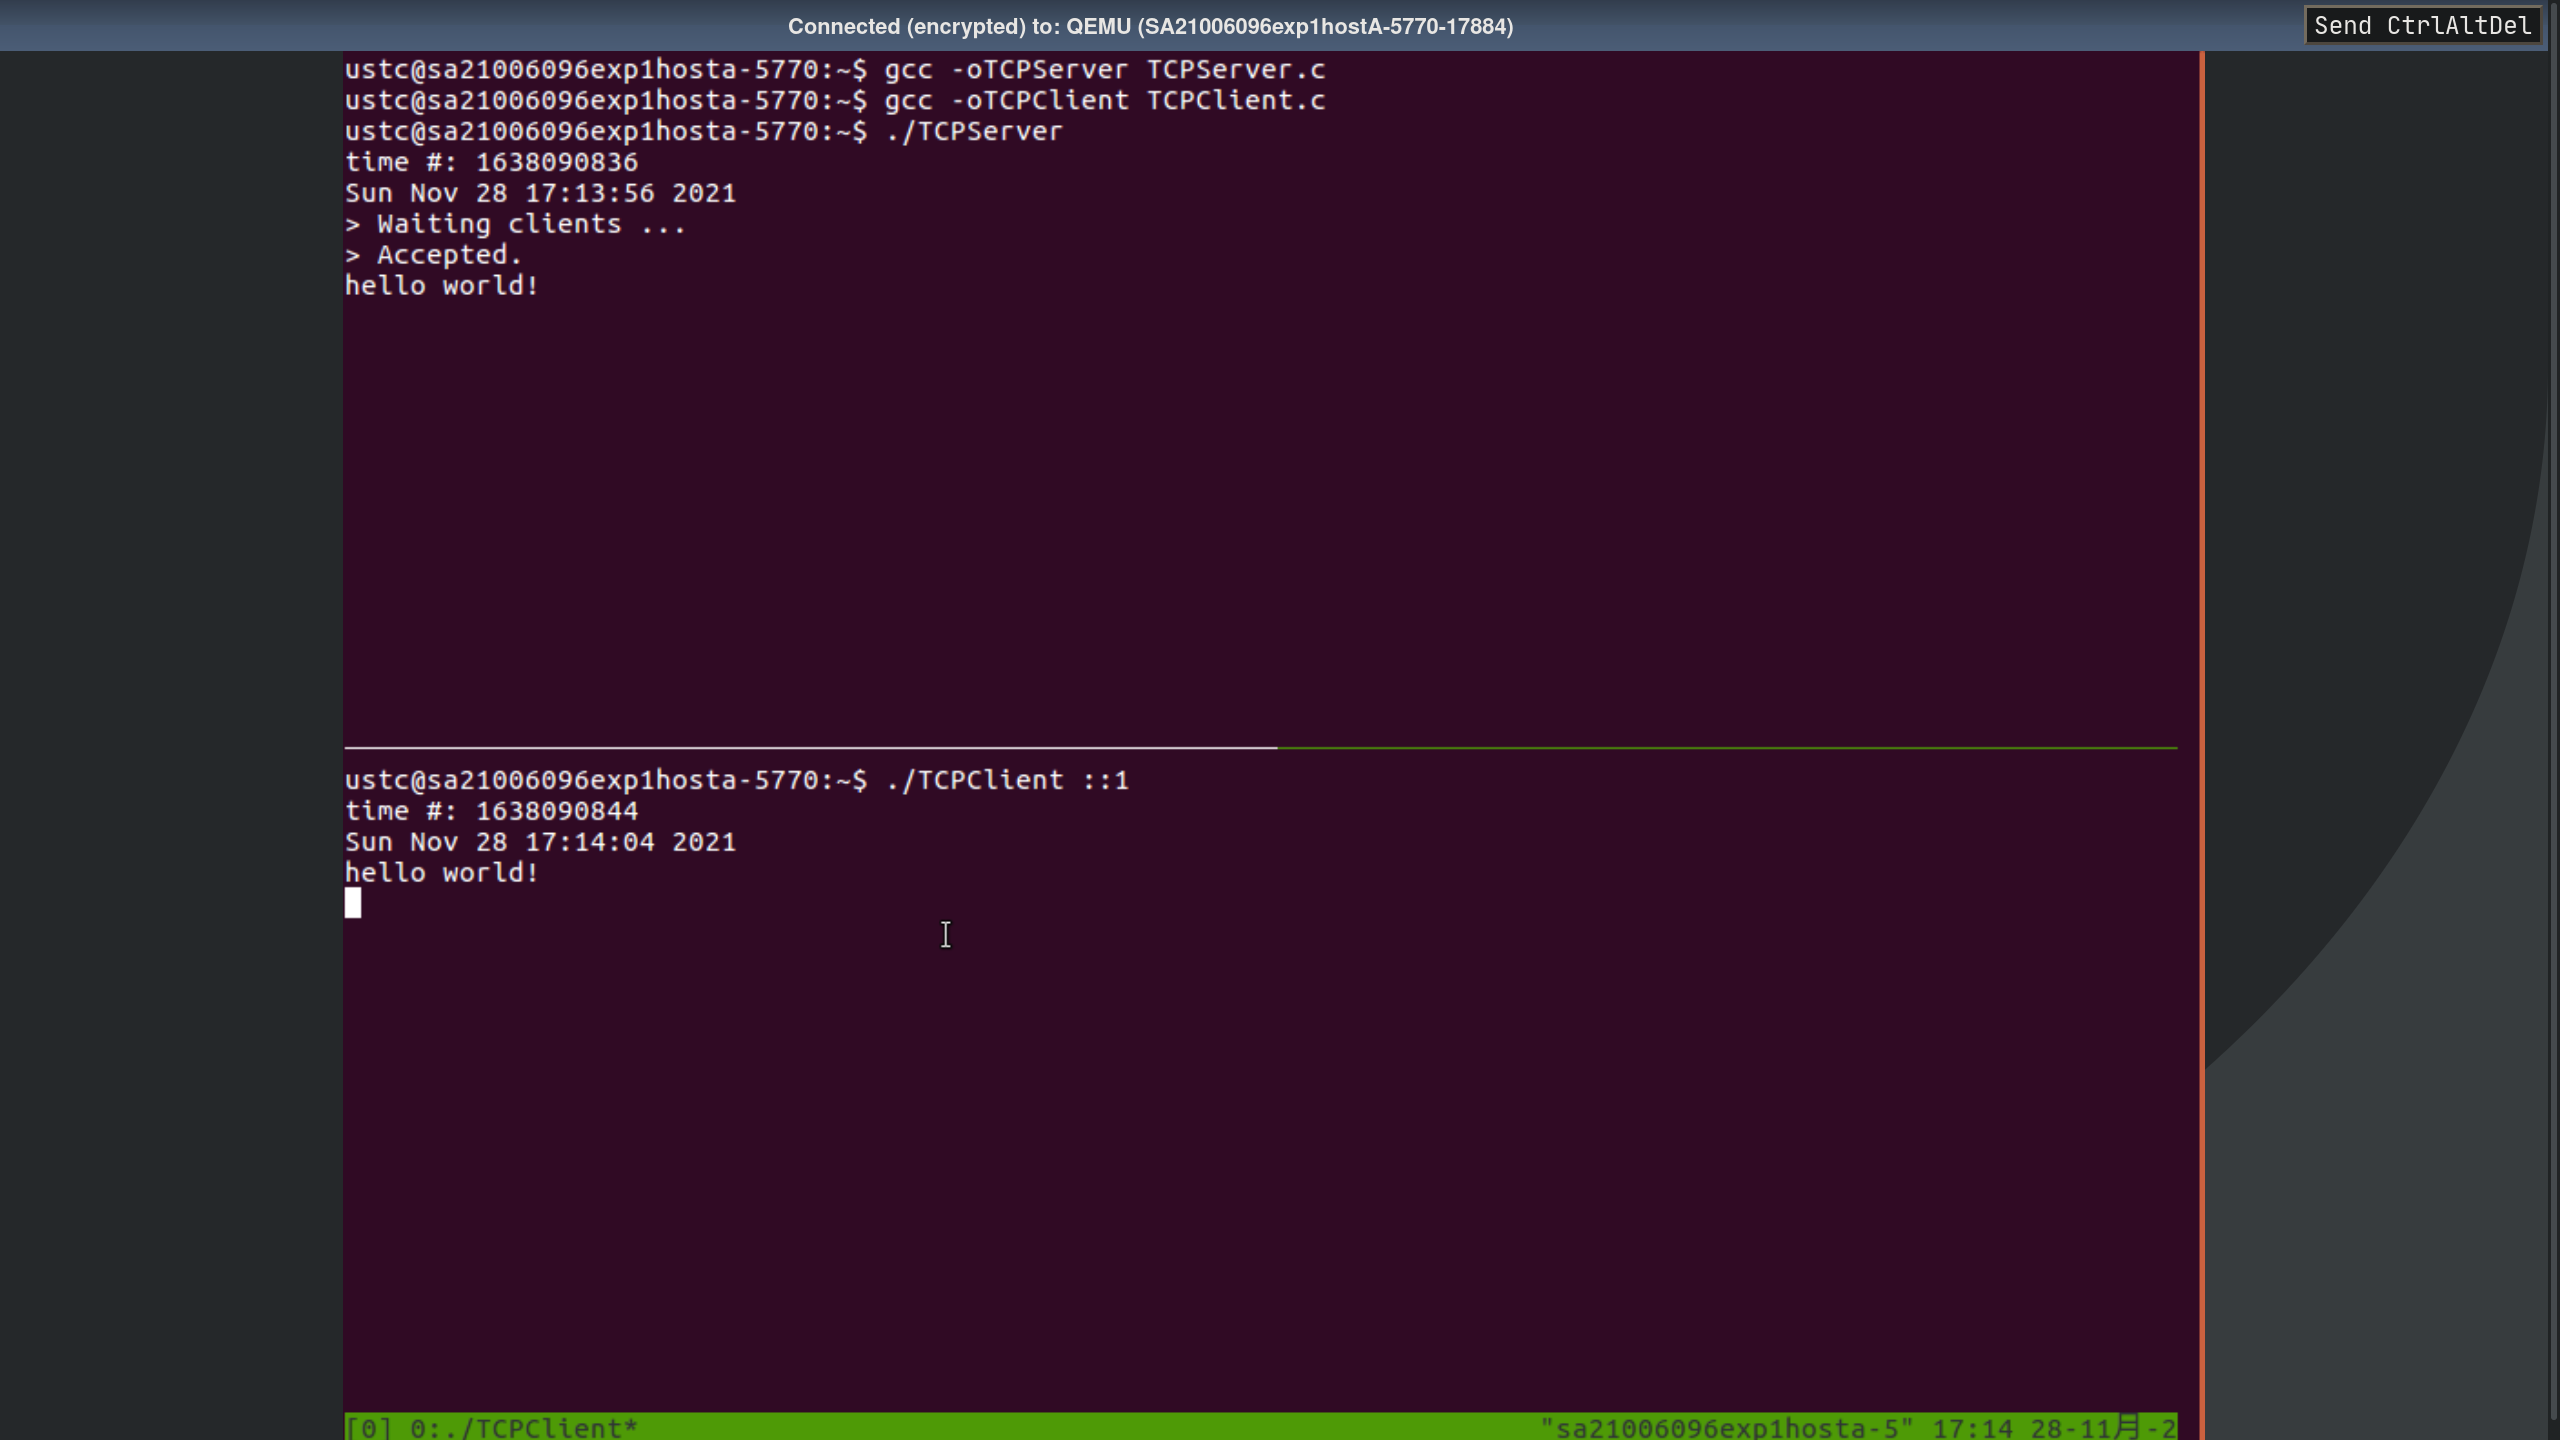 Connected (encrypted) to: QEMU (SA21006096exp1hostA-5770-17884)
Send CtrlAltDel
ustc@sa21006096exp1hosta-5770:~$ gcc -oTCPServer TCPServer.c
ustc@sa21006096exp1hosta-5770:~$ gcc -oTCPClient TCPClient.c
ustc@sa21006096exp1hosta-5770:~$ ./TCPServer
time #: 1638090836
Sun Nov 28 17:13:56 2021
> Waiting clients ...
> Accepted.
hello world!
ustc@sa21006096exp1hosta-5770:~$ ./TCPClient ::1
time #: 1638090844
Sun Nov 28 17:14:04 2021
hello world!
[0] 0:./TCPClient* "sa21006096exp1hosta-5" 17:14 28-11月-2